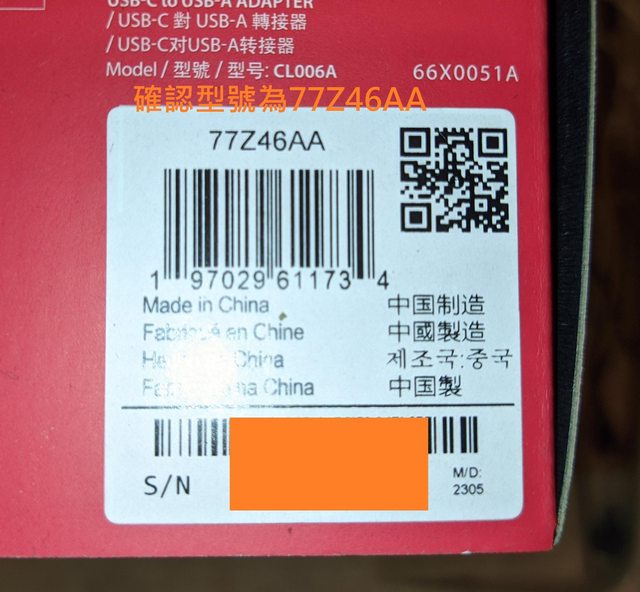 USB-C to USB-A ADAPTER
/ USB-C 對 USB-A 轉接器
/ USB-C对USB-A转接器
Model / 型號 / 型号: CL006A 66X0051A
確認型號為77Z46AA
77Z46AA
1 97029 61173 4
Made in China 中国制造
Fabriqué en Chine 中國製造
China 제조국:중국
China 中国製
S/N
M/D:
2305